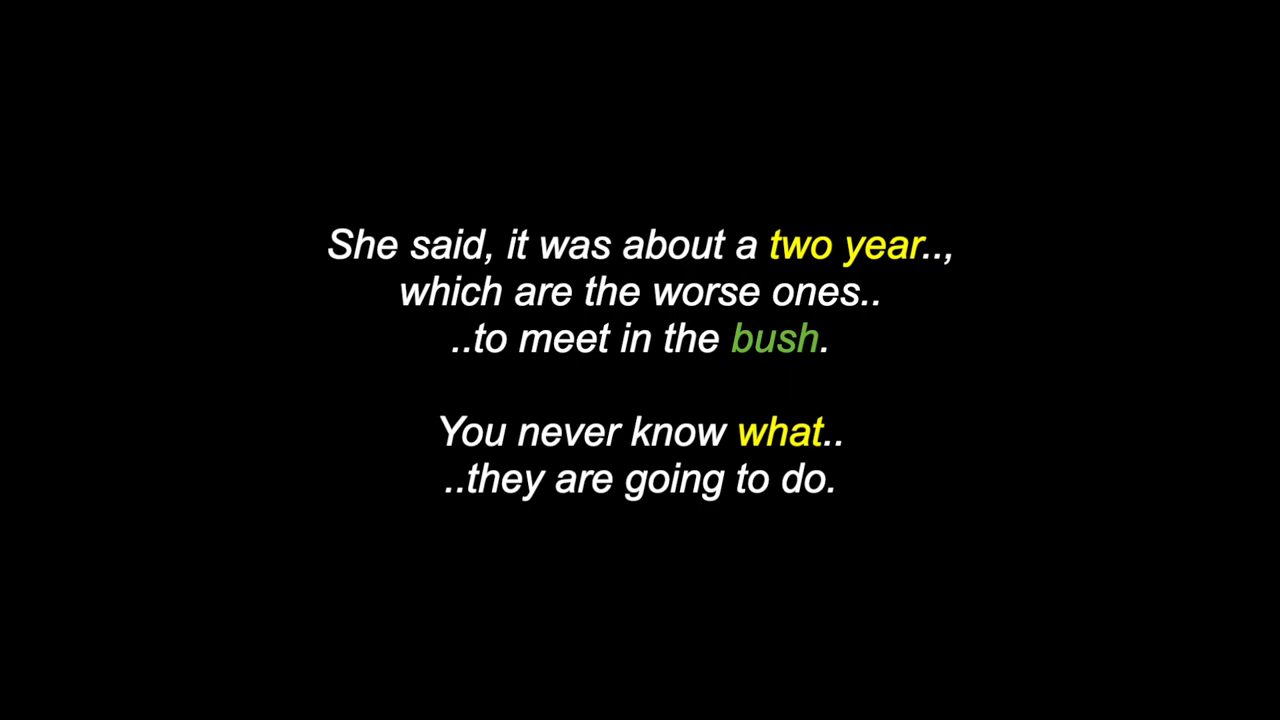 She said, it was about a two year..,
which are the worse ones..
..to meet in the bush.
You never know what..
..they are going to do.